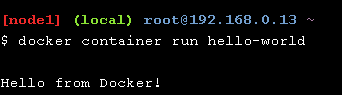 [node1] (local) root@192.168.0.13 ~
$ docker container run hello-world
Hello from Docker!